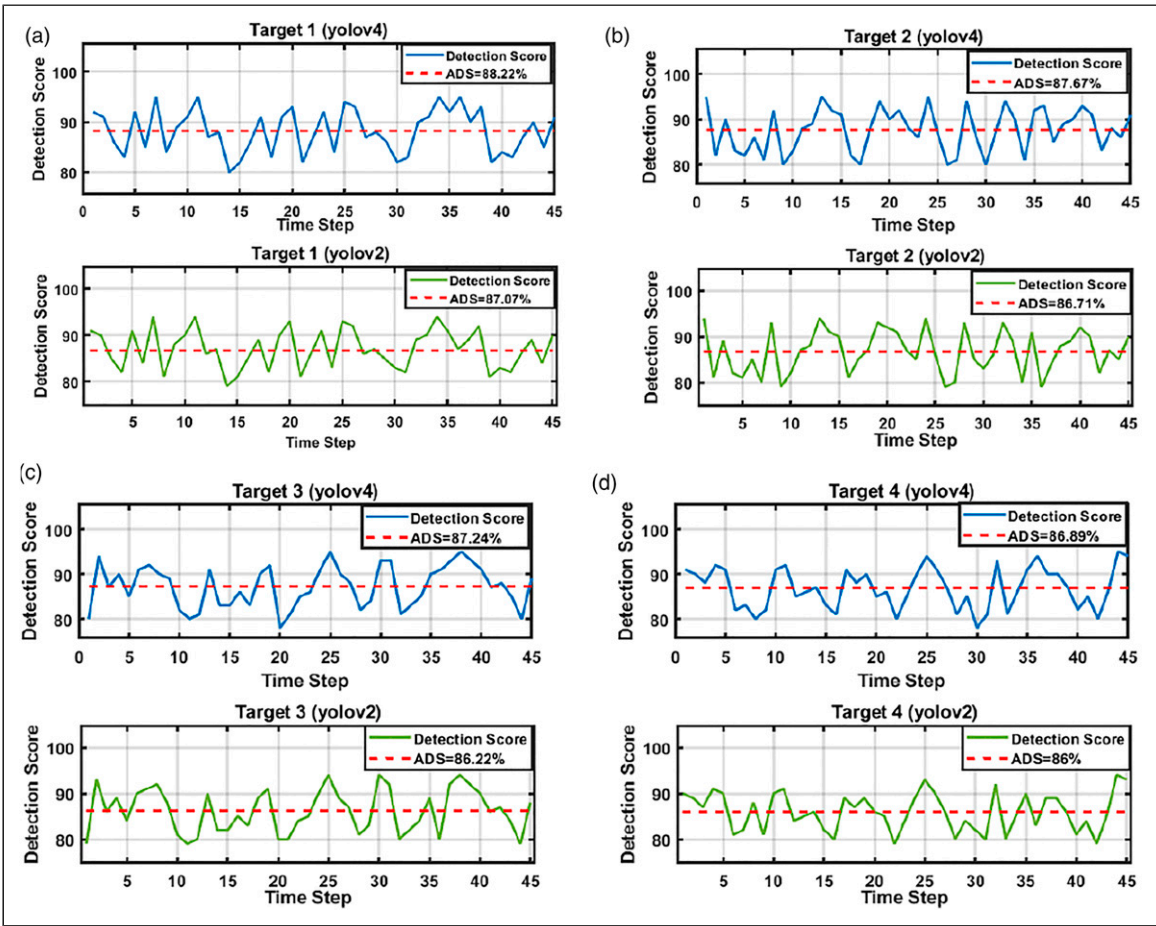 (a)
Target 1 (yolov4)
Detection Score
100
90
80
Detection Score
ADS=88.22%
0 5 10 15 20 25 30 35 40 45
Time Step
Target 1 (yolov2)
Detection Score
100
90
80
Detection Score
ADS=87.07%
5 10 15 20 25 30 35 40 45
Time Step
(b)
Target 2 (yolov4)
Detection Score
100
90
80
Detection Score
ADS=87.67%
0 5 10 15 20 25 30 35 40 45
Time Step
Target 2 (yolov2)
Detection Score
100
90
80
Detection Score
ADS=86.71%
5 10 15 20 25 30 35 40 45
Time Step
(c)
Target 3 (yolov4)
Detection Score
100
90
80
Detection Score
ADS=87.24%
0 5 10 15 20 25 30 35 40 45
Time Step
Target 3 (yolov2)
Detection Score
100
90
80
Detection Score
ADS=86.22%
5 10 15 20 25 30 35 40 45
Time Step
(d)
Target 4 (yolov4)
Detection Score
100
90
80
Detection Score
ADS=86.89%
0 5 10 15 20 25 30 35 40 45
Time Step
Target 4 (yolov2)
Detection Score
100
90
80
Detection Score
ADS=86%
5 10 15 20 25 30 35 40 45
Time Step